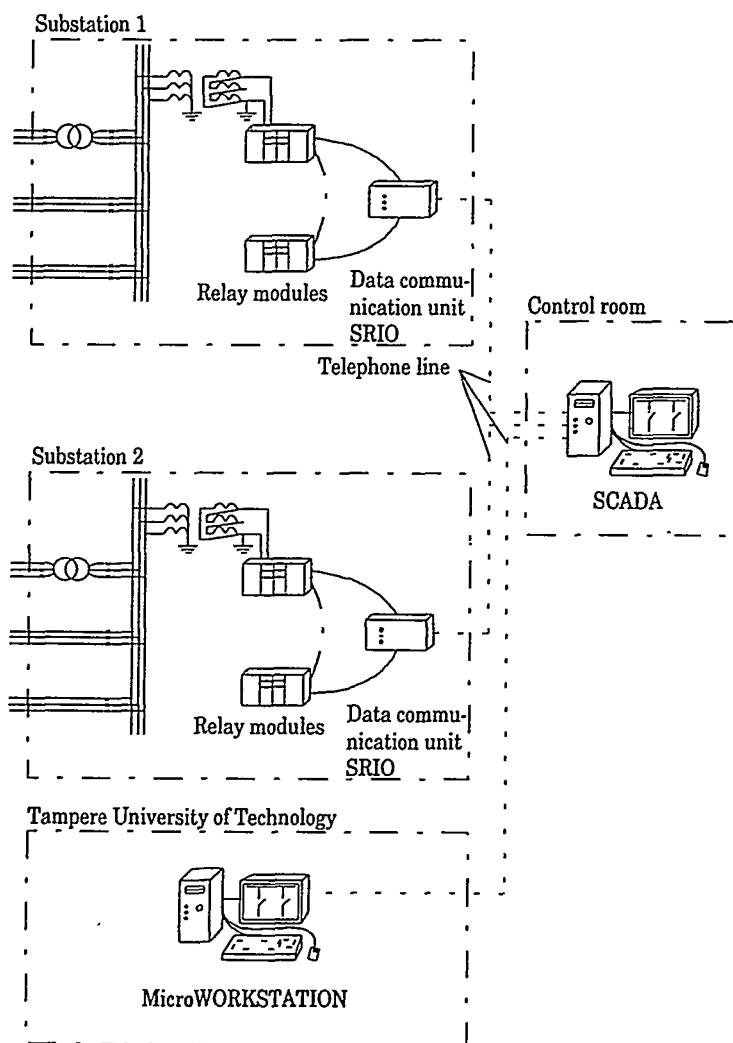 Substation 1
Relay modules
Data commu-
nication unit
SRIO
Control room
Telephone line
SCADA
Substation 2
Relay modules
Data commu-
nication unit
SRIO
Tampere University of Technology
MicroWORKSTATION